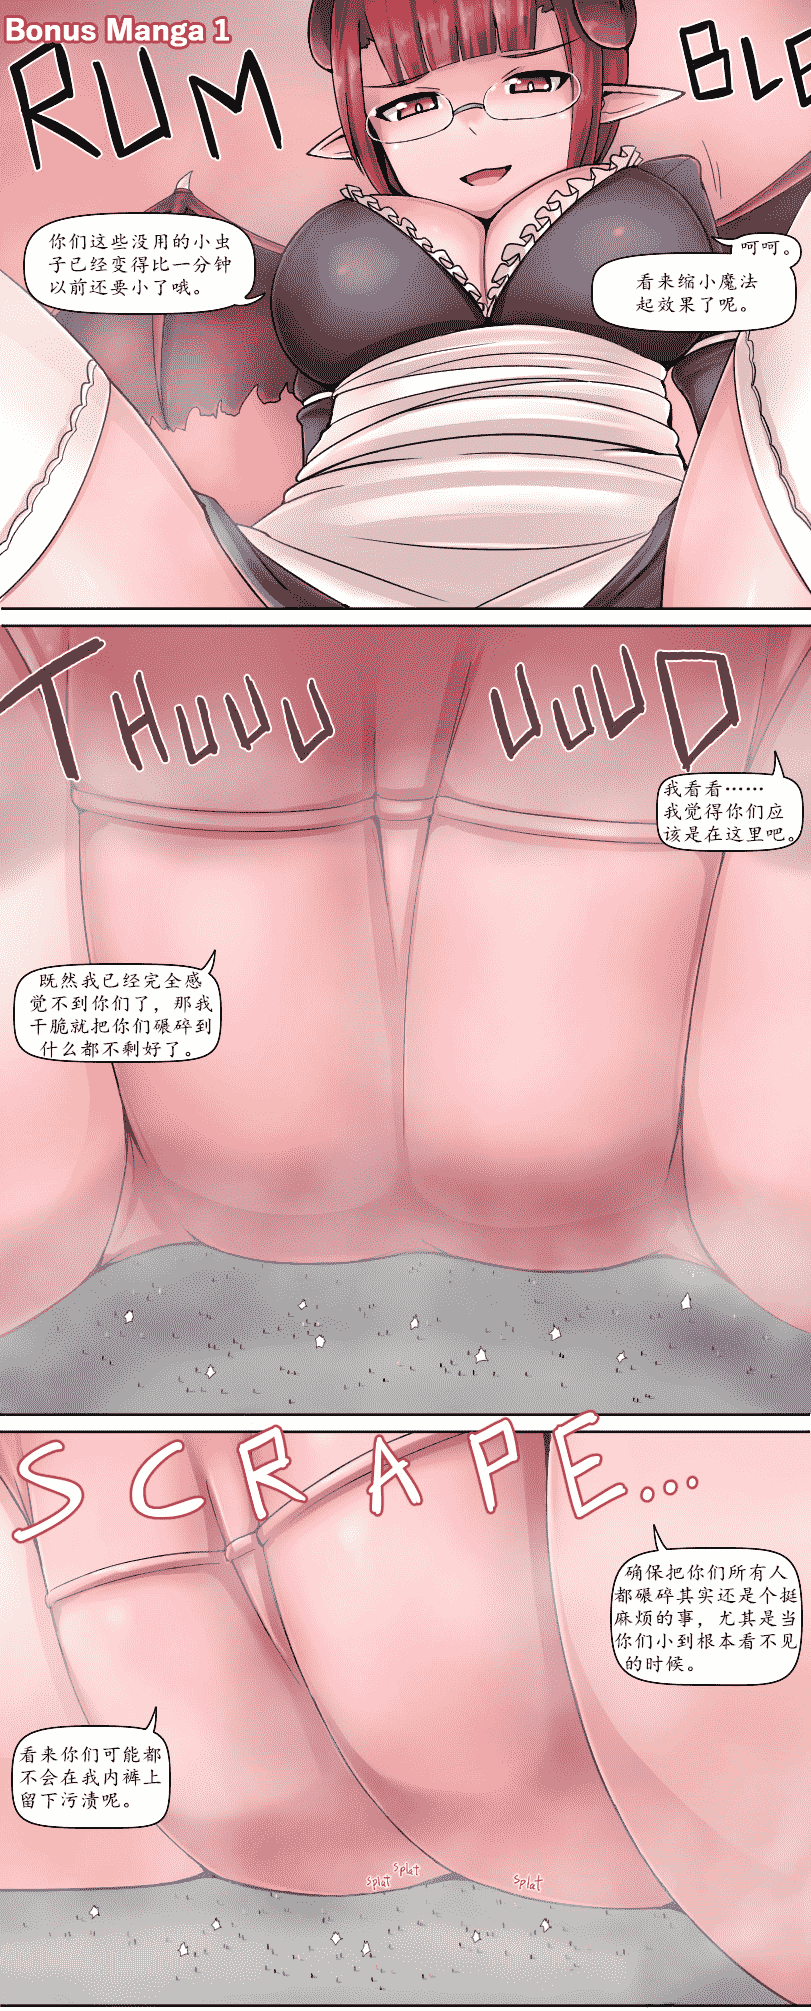 Bonus Manga 1
RUM BLE
你们这些没用的小虫
子已经变得比一分钟
以前还要小了哦。
呵呵。
看来缩小魔法
起效果了呢。
THUUU UUUD
我看看……
我觉得你们应
该是在这里吧。
既然我已经完全感
觉不到你们了，那我
干脆就把你们碾碎到
什么都不剩好了。
SCRAPE...
确保把你们所有人
都碾碎其实还是个挺
麻烦的事，尤其是当
你们小到根本看不见
的时候。
看来你们可能都
不会在我内裤上
留下污渍呢。
splat
splat
splat